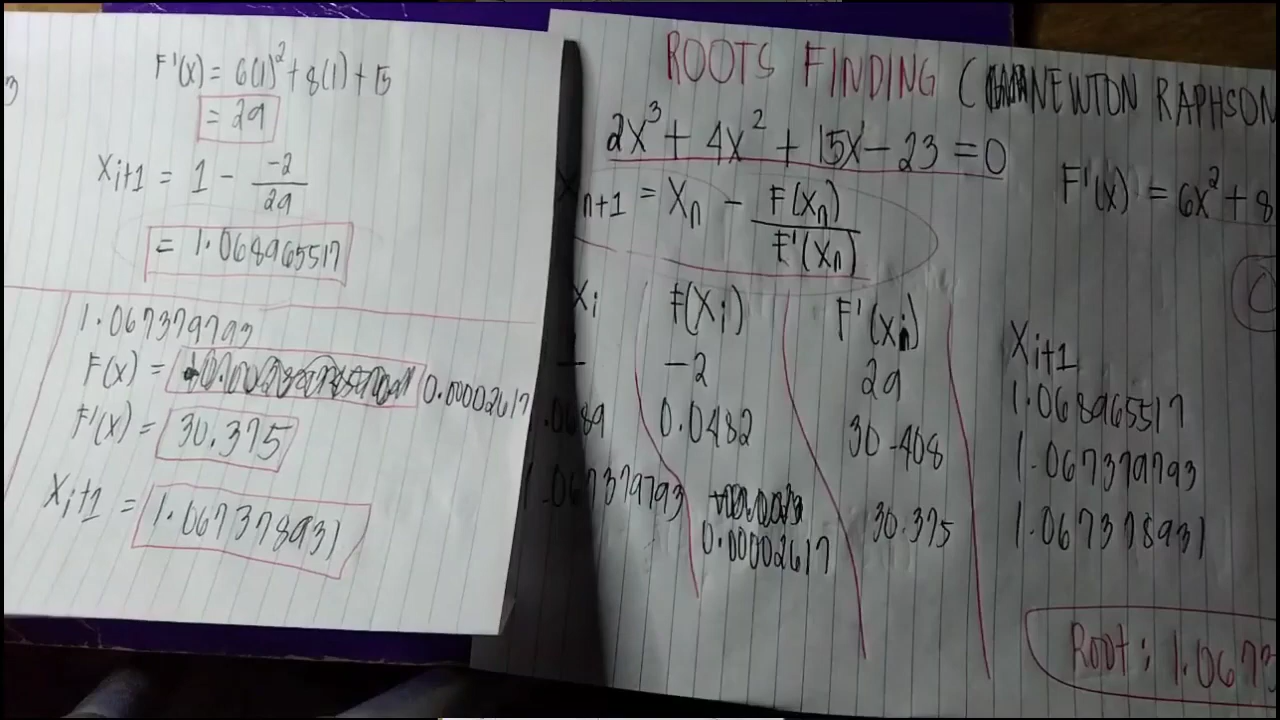 3
F'(x) = 6(1)² + 8(1) + 15
= 29
Xi+1 = 1 - -2/29
= 1.068965517
1.067379793
F(x) = 0.00002617
F'(x) = 30.375
Xi+1 = 1.067378931
ROOTS FINDING (NEWTON RAPHSON
2x³ + 4x² + 15x - 23 = 0
F'(x) = 6x² + 8
Xn+1 = Xn - F(Xn)/F'(Xn)
Xi F(Xi) F'(Xi) Xi+1
-2 29 1.068965517
.0689 0.0482 30.408 1.067379793
1.067379793 0.00002617 30.375 1.067378931
Root: 1.0673